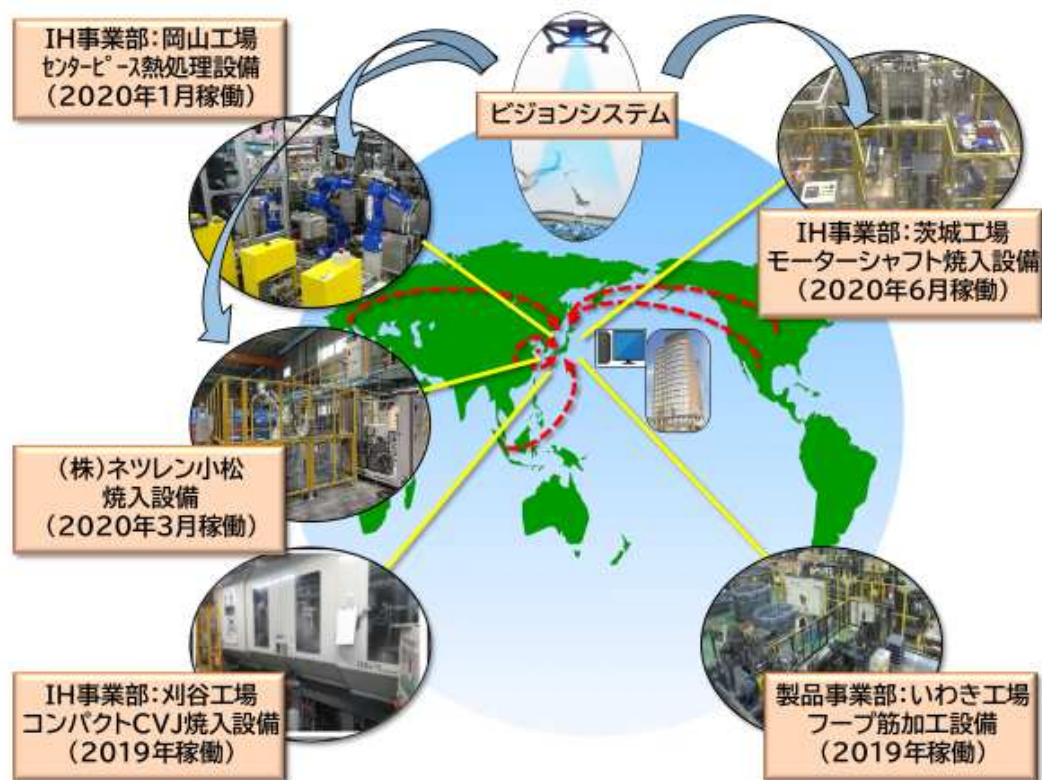 IH事業部：岡山工場
ｾﾝﾀｰﾋﾟｰｽ熱処理設備
（2020年1月稼働）
ビジョンシステム
IH事業部：茨城工場
モーターシャフト焼入設備
（2020年6月稼働）
（株）ネツレン小松
焼入設備
（2020年3月稼働）
IH事業部：刈谷工場
コンパクトCVJ焼入設備
（2019年稼働）
製品事業部：いわき工場
フープ筋加工設備
（2019年稼働）